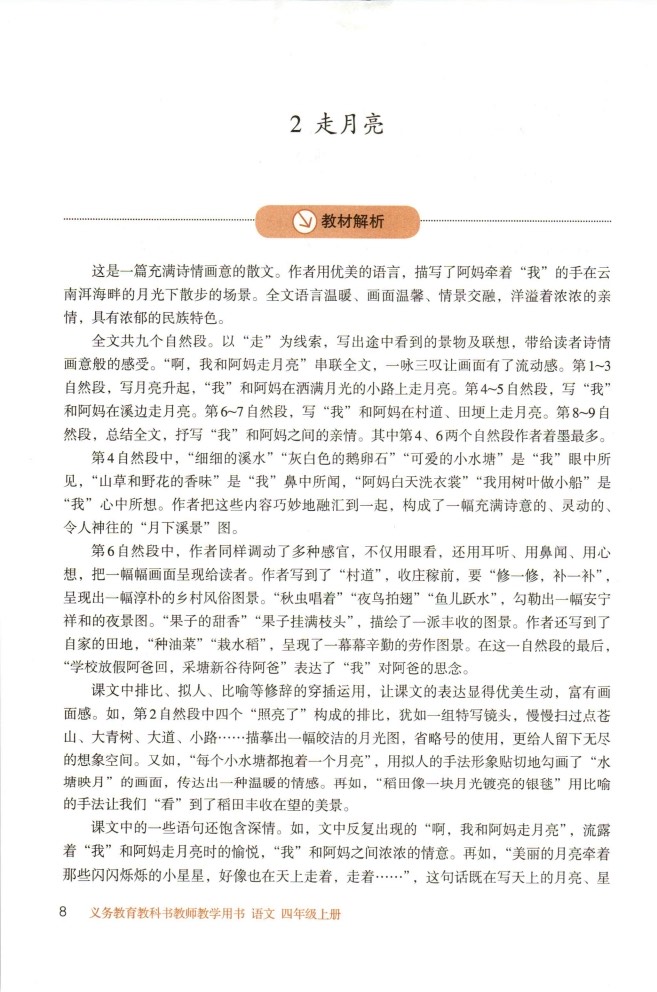 2 走月亮
教材解析
这是一篇充满诗情画意的散文。作者用优美的语言，描写了阿妈牵着“我”的手在云
南洱海畔的月光下散步的场景。全文语言温暖、画面温馨、情景交融，洋溢着浓浓的亲
情，具有浓郁的民族特色。
全文共九个自然段。以“走”为线索，写出途中看到的景物及联想，带给读者诗情
画意般的感受。“啊，我和阿妈走月亮”串联全文，一咏三叹让画面有了流动感。第1~3
自然段，写月亮升起，“我”和阿妈在洒满月光的小路上走月亮。第4~5自然段，写“我”
和阿妈在溪边走月亮。第6~7自然段，写“我”和阿妈在村道、田埂上走月亮。第8~9自
然段，总结全文，抒写“我”和阿妈之间的亲情。其中第4、6两个自然段作者着墨最多。
第4自然段中，“细细的溪水”“灰白色的鹅卵石”“可爱的小水塘”是“我”眼中所
见，“山草和野花的香味”是“我”鼻中所闻，“阿妈白天洗衣裳”“我用树叶做小船”是
“我”心中所想。作者把这些内容巧妙地融汇到一起，构成了一幅充满诗意的、灵动的、
令人神往的“月下溪景”图。
第6自然段中，作者同样调动了多种感官，不仅用眼看，还用耳听、用鼻闻、用心
想，把一幅幅画面呈现给读者。作者写到了“村道”，收庄稼前，要“修一修，补一补”，
呈现出一幅淳朴的乡村风俗图景。“秋虫唱着”“夜鸟拍翅”“鱼儿跃水”，勾勒出一幅安宁
祥和的夜景图。“果子的甜香”“果子挂满枝头”，描绘了一派丰收的图景。作者还写到了
自家的田地，“种油菜”“栽水稻”，呈现了一幕幕辛勤的劳作图景。在这一自然段的最后，
“学校放假阿爸回，采塘新谷待阿爸”表达了“我”对阿爸的思念。
课文中排比、拟人、比喻等修辞的穿插运用，让课文的表达显得优美生动，富有画
面感。如，第2自然段中四个“照亮了”构成的排比，犹如一组特写镜头，慢慢扫过点苍
山、大青树、大道、小路……描摹出一幅皎洁的月光图，省略号的使用，更给人留下无尽
的想象空间。又如，“每个小水塘都抱着一个月亮”，用拟人的手法形象贴切地勾画了“水
塘映月”的画面，传达出一种温暖的情感。再如，“稻田像一块月光镀亮的银毯”用比喻
的手法让我们“看”到了稻田丰收在望的美景。
课文中的一些语句还饱含深情。如，文中反复出现的“啊，我和阿妈走月亮”，流露
着“我”和阿妈走月亮时的愉悦，“我”和阿妈之间浓浓的情意。再如，“美丽的月亮牵着
那些闪闪烁烁的小星星，好像也在天上走着，走着……”，这句话既在写天上的月亮、星
8 义务教育教科书教师教学用书 语文 四年级上册